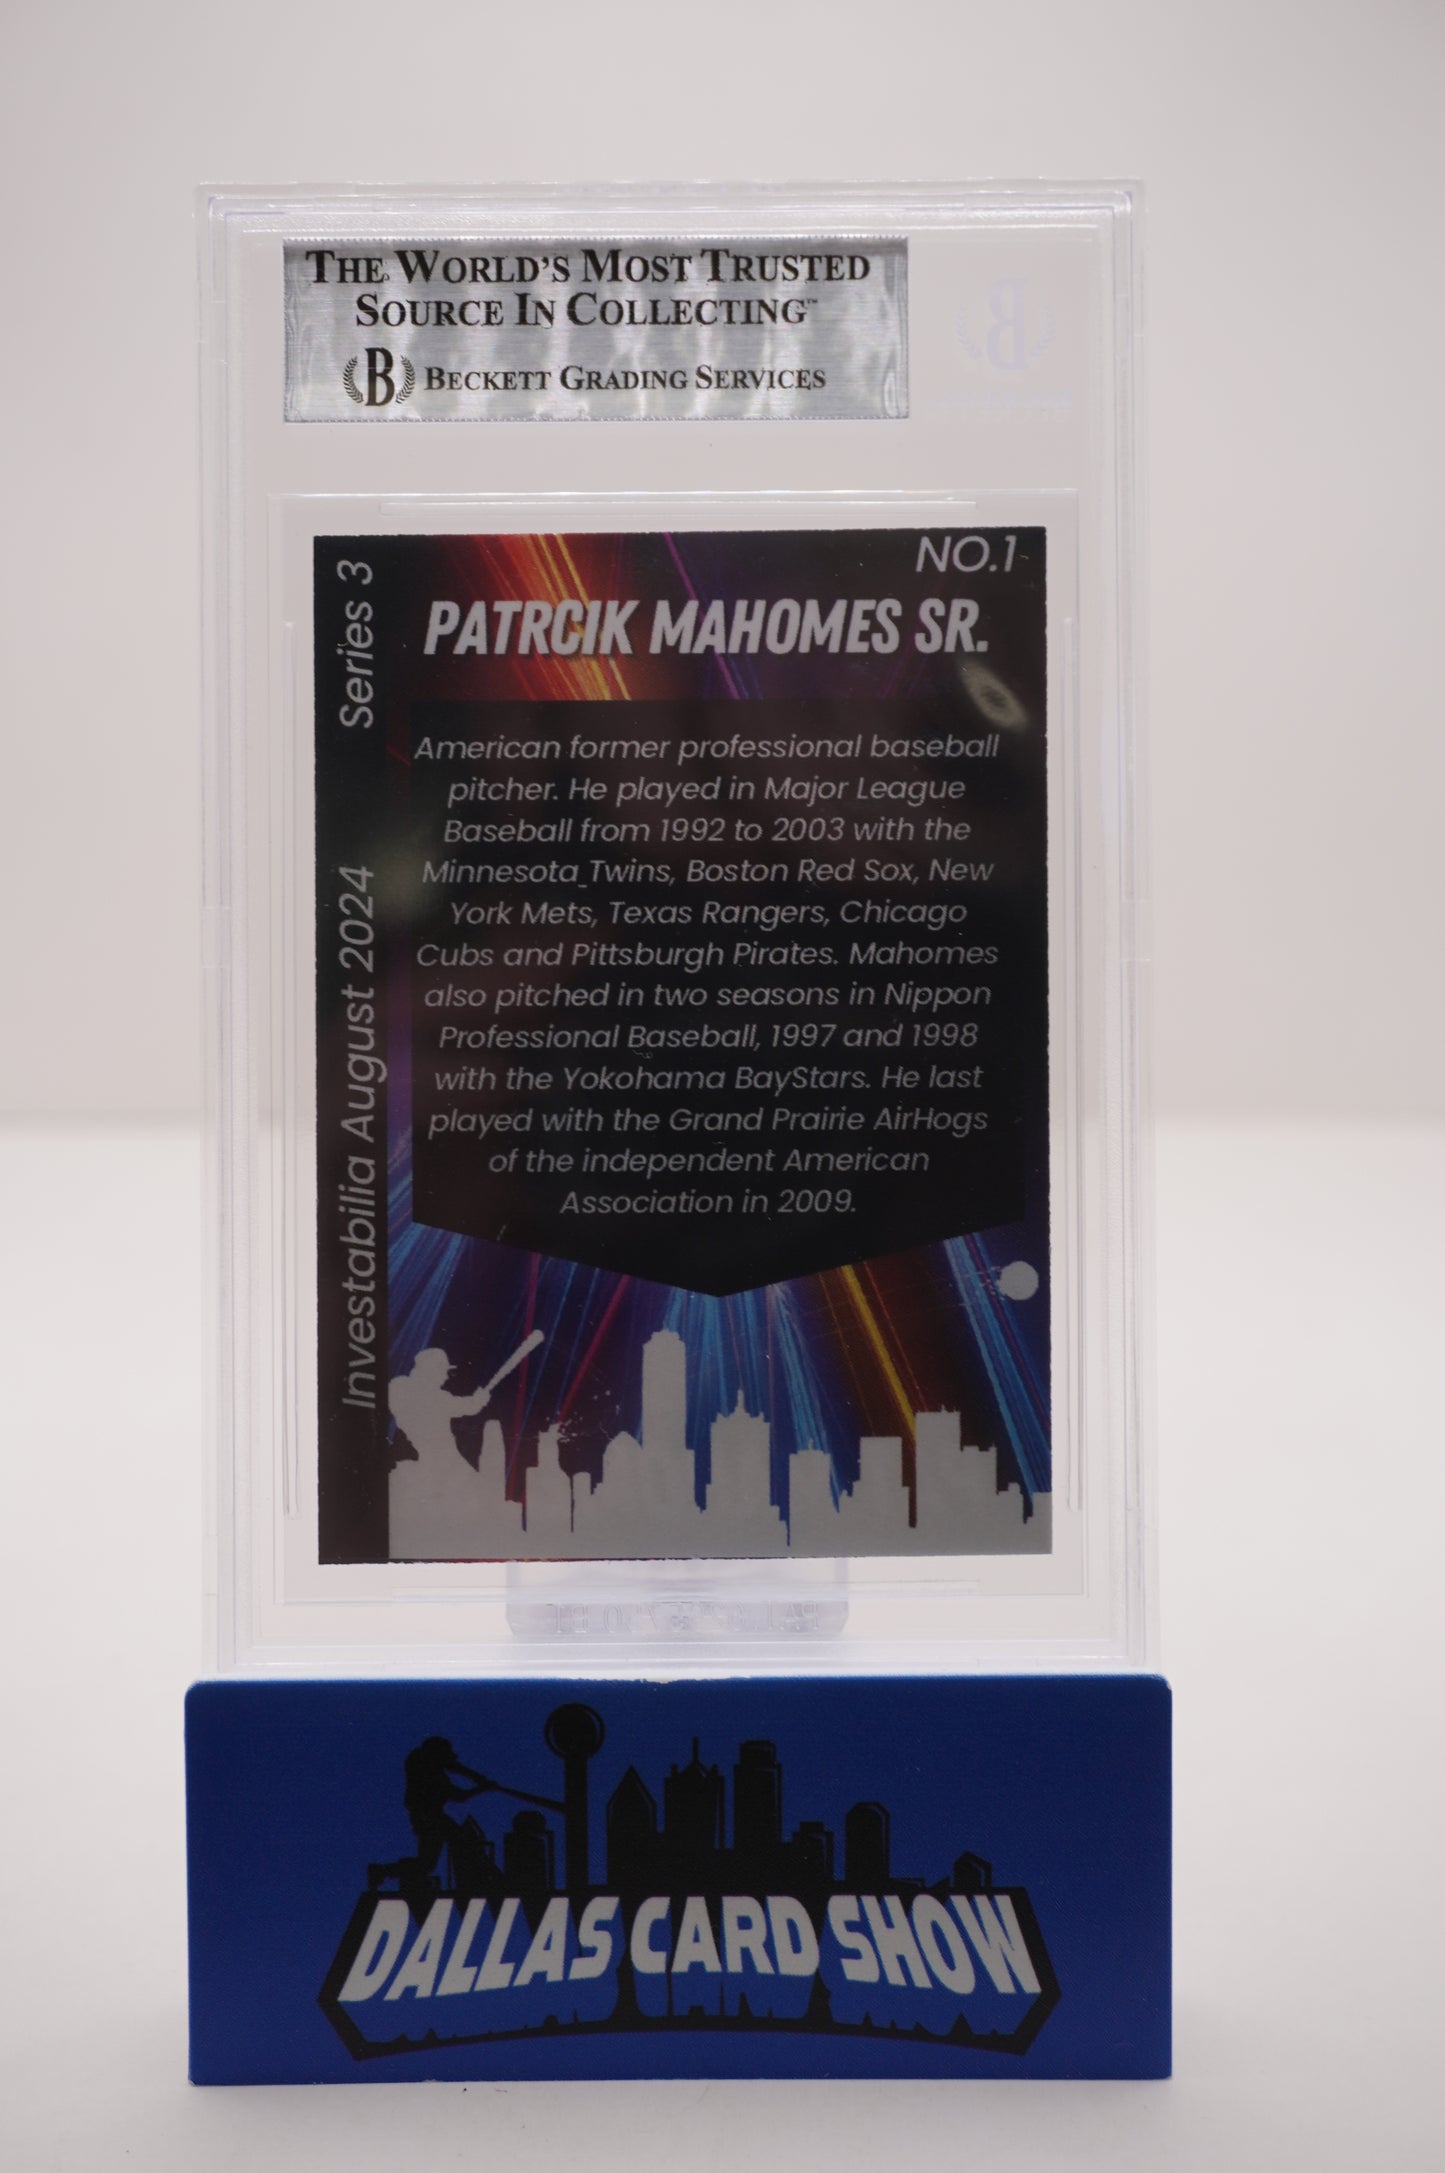 THE WORLD'S MOST TRUSTED
SOURCE IN COLLECTING™
B BECKETT GRADING SERVICES
B
NO.1
Series 3
PATRCIK MAHOMES SR.
American former professional baseball
pitcher. He played in Major League
Baseball from 1992 to 2003 with the
Minnesota Twins, Boston Red Sox, New
York Mets, Texas Rangers, Chicago
Cubs and Pittsburgh Pirates. Mahomes
also pitched in two seasons in Nippon
Professional Baseball, 1997 and 1998
with the Yokohama BayStars. He last
played with the Grand Prairie AirHogs
of the independent American
Association in 2009.
Investabilia August 2024
DALLAS CARD SHOW